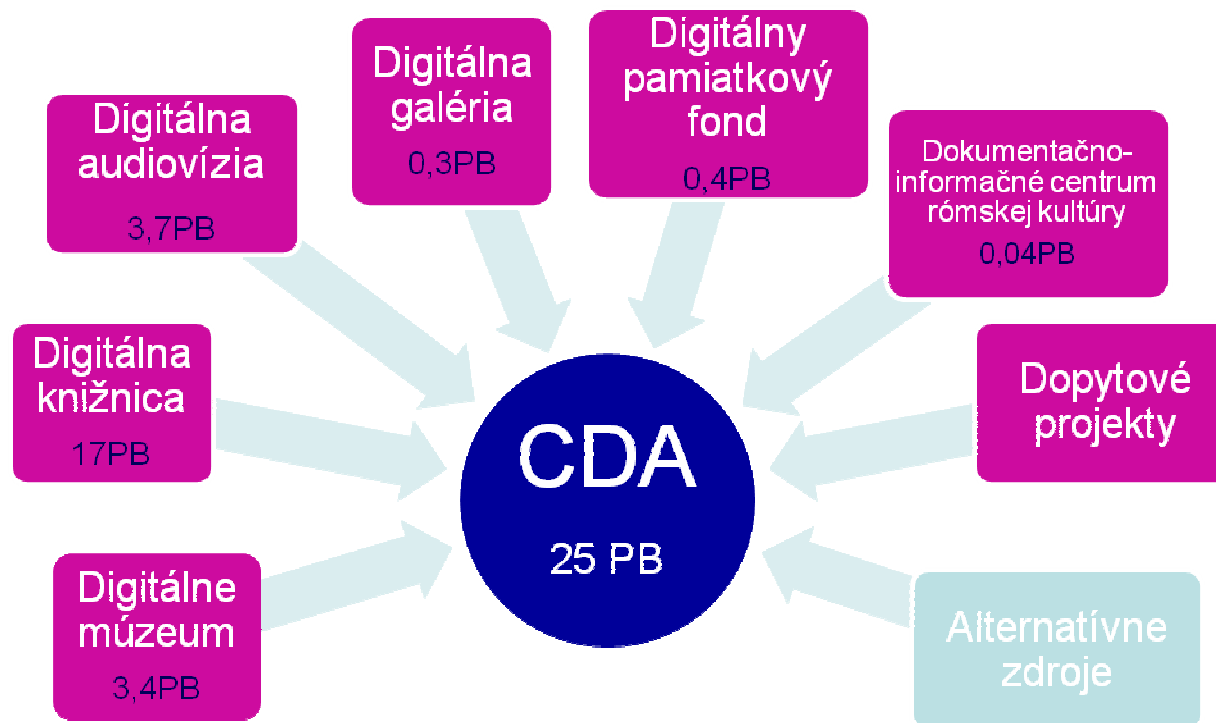 Digitálna
galéria
0,3PB
Digitálny
pamiatkový
fond
0,4PB
Digitálna
audiovízia
3,7PB
Dokumentačno-
informačné centrum
rómskej kultúry
0,04PB
Digitálna
knižnica
17PB
Dopytové
projekty
CDA
25 PB
Digitálne
múzeum
3,4PB
Alternatívne
zdroje